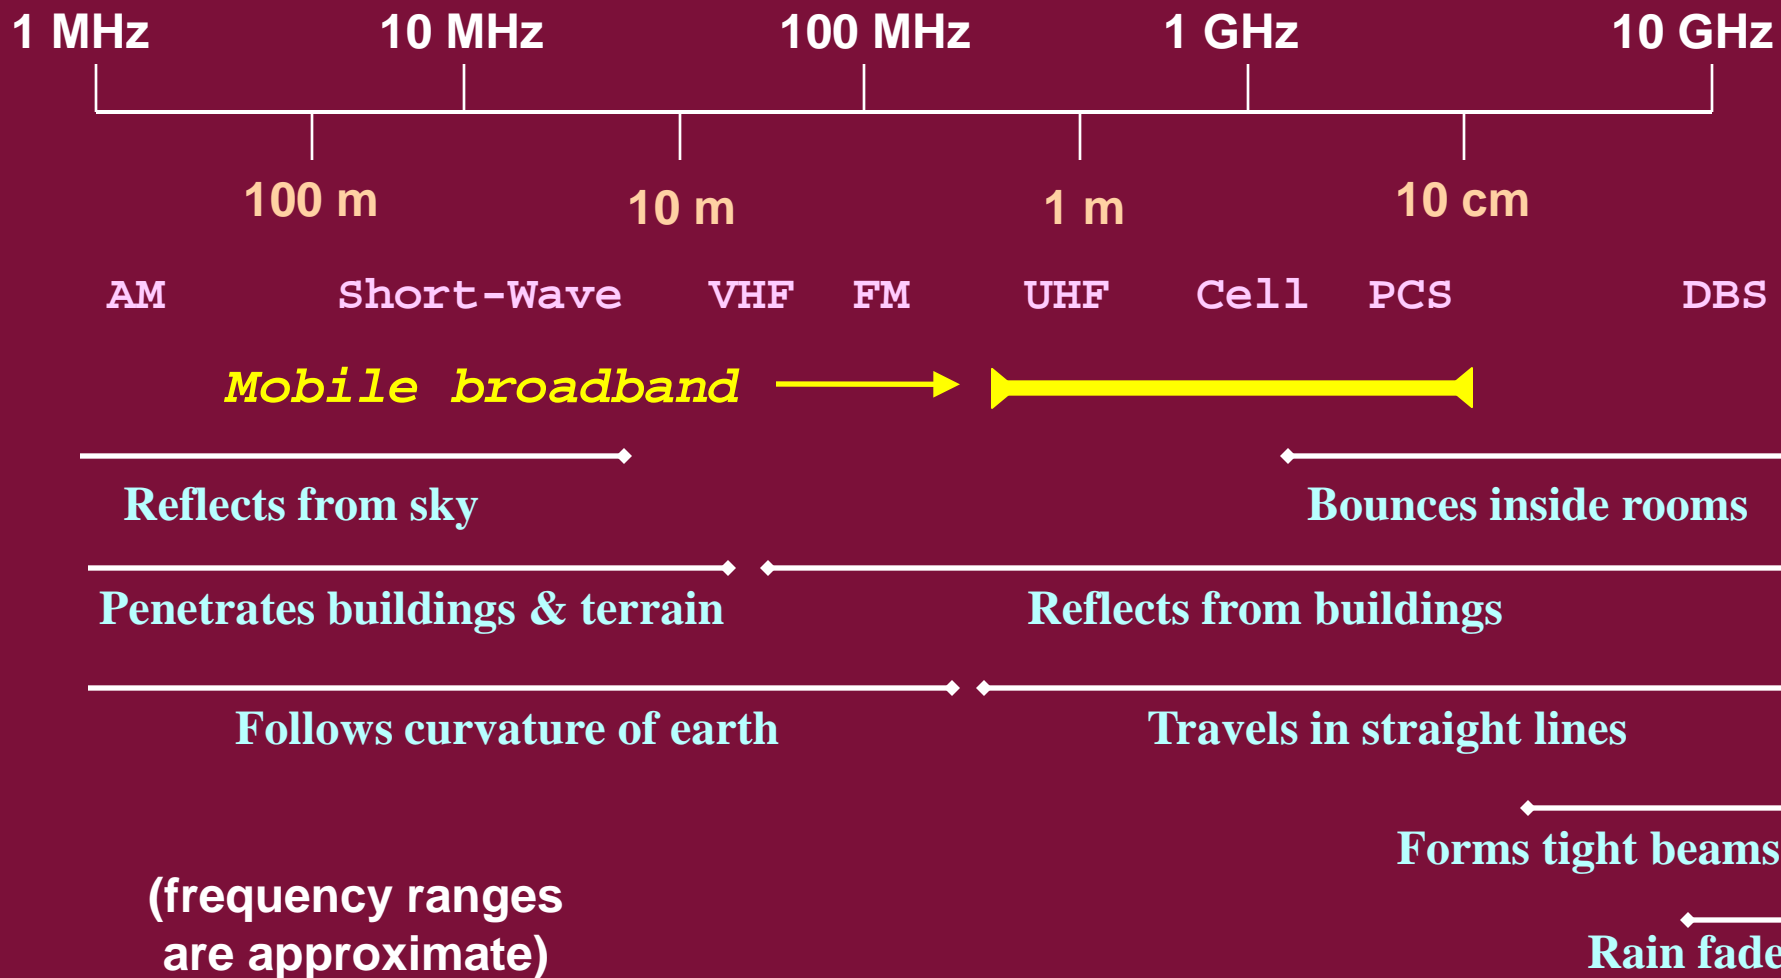 1 MHz 10 MHz 100 MHz 1 GHz 10 GHz
100 m 10 m 1 m 10 cm
AM Short-Wave VHF FM UHF Cell PCS DBS
Mobile broadband
Reflects from sky Bounces inside rooms
Penetrates buildings & terrain Reflects from buildings
Follows curvature of earth Travels in straight lines
Forms tight beams
(frequency ranges
are approximate)
Rain fade